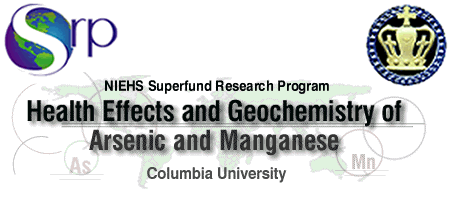 Srp
NIEHS Superfund Research Program
Health Effects and Geochemistry of
Arsenic and Manganese
As
Mn
Columbia University